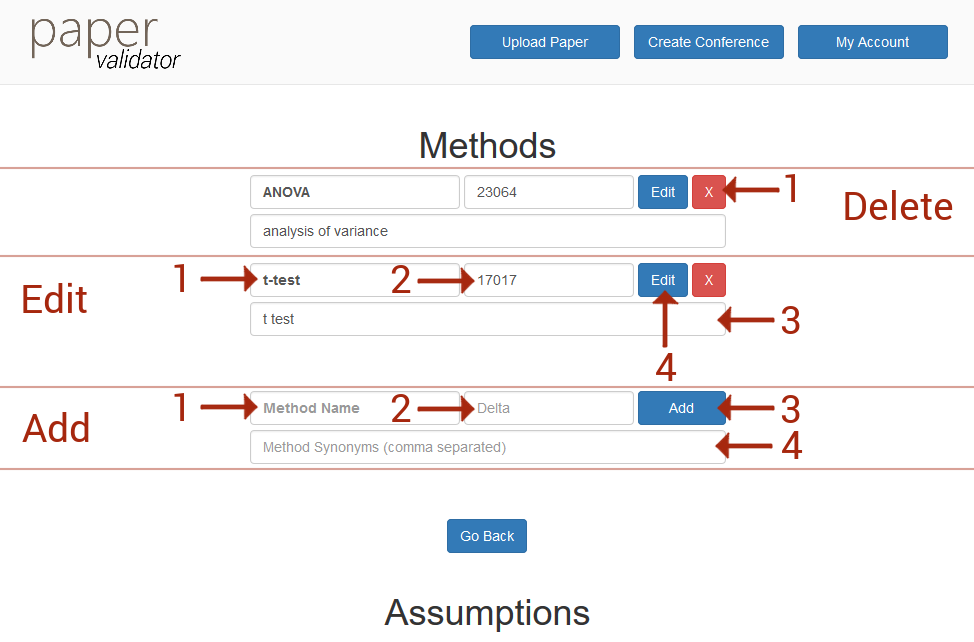 paper
validator
Upload Paper Create Conference My Account
Methods
ANOVA 23064 Edit X 1
Delete
analysis of variance
1 t-test 2 17017 Edit X
Edit
t test 3
4
1 Method Name 2 Delta Add 3
Add
Method Synonyms (comma separated) 4
Go Back
Assumptions